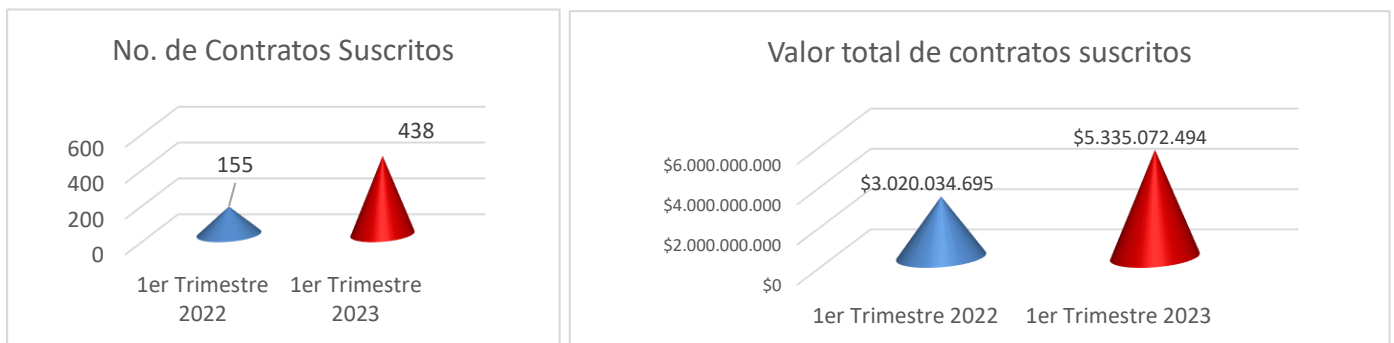 No. de Contratos Suscritos
600
400
200
0
155
438
1er Trimestre
2022
1er Trimestre
2023
Valor total de contratos suscritos
$6.000.000.000
$4.000.000.000
$2.000.000.000
$0
$3.020.034.695
$5.335.072.494
1er Trimestre 2022
1er Trimestre 2023